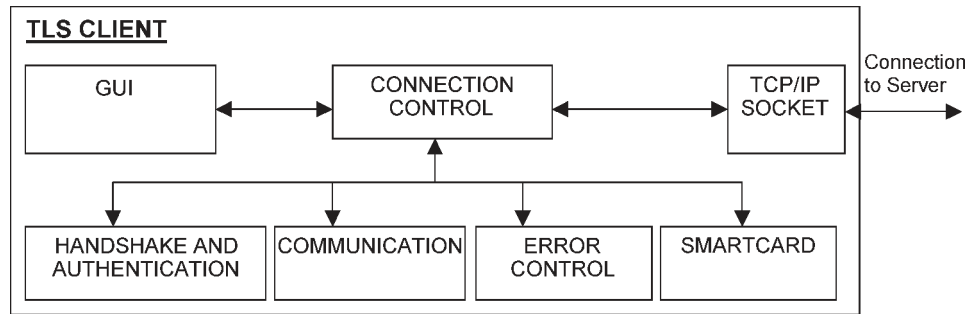 TLS CLIENT
GUI
CONNECTION
CONTROL
TCP/IP
SOCKET
Connection
to Server
HANDSHAKE AND
AUTHENTICATION
COMMUNICATION
ERROR
CONTROL
SMARTCARD